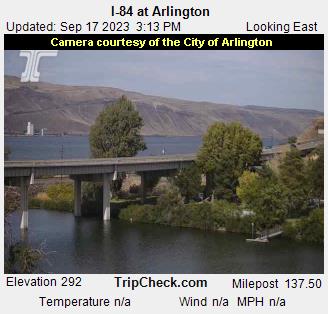 I-84 at Arlington
Updated: Sep 17 2023 3:13 PM Looking East
Camera courtesy of the City of Arlington
Elevation 292 TripCheck.com Milepost 137.50
Temperature n/a Wind n/a MPH n/a